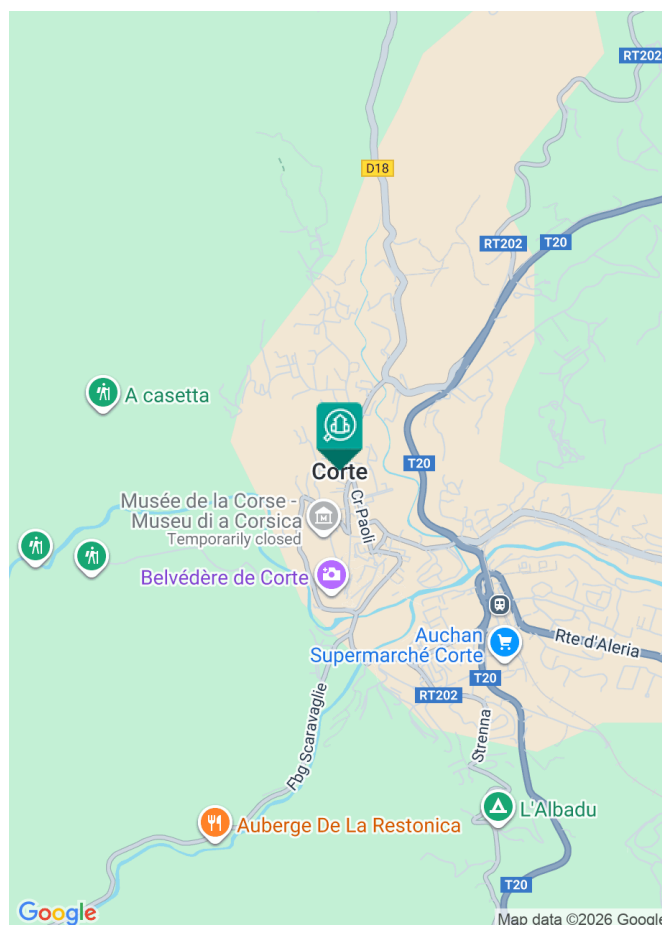 RT202
D18
RT202
T20
A casetta
T20
Corte
Cr Paoli
Musée de la Corse -
Museu di a Corsica
Temporarily closed
Belvédère de Corte
Auchan
Supermarché Corte
Rte d'Aleria
T20
RT202
Strenna
Fbg Scaravaglie
L'Albadu
Auberge De La Restonica
T20
Google
Map data ©2026 Google